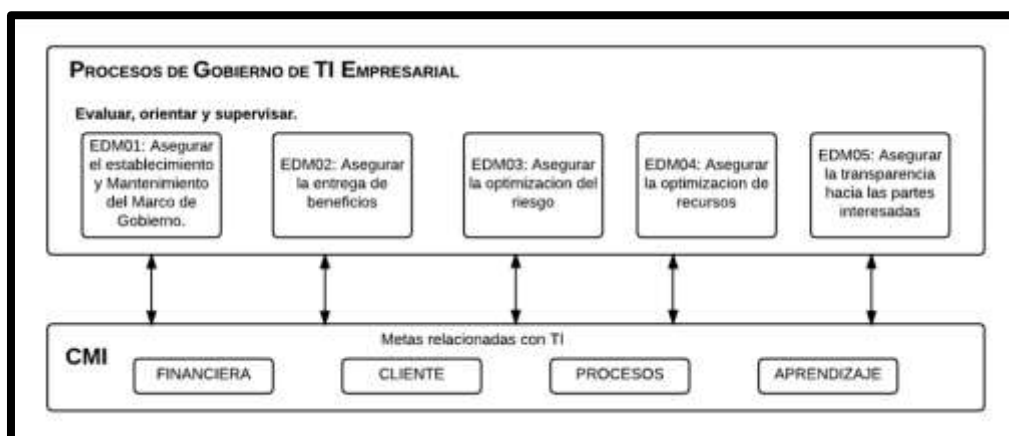 PROCESOS DE GOBIERNO DE TI EMPRESARIAL
Evaluar, orientar y supervisar.
EDM01: Asegurar
el establecimiento
y Mantenimiento
del Marco de
Gobierno.
EDM02: Asegurar
la entrega de
beneficios
EDM03: Asegurar
la optimizacion del
riesgo
EDM04: Asegurar
la optimizacion de
recursos
EDM05: Asegurar
la transparencia
hacia las partes
interesadas
Metas relacionadas con TI
CMI
FINANCIERA
CLIENTE
PROCESOS
APRENDIZAJE